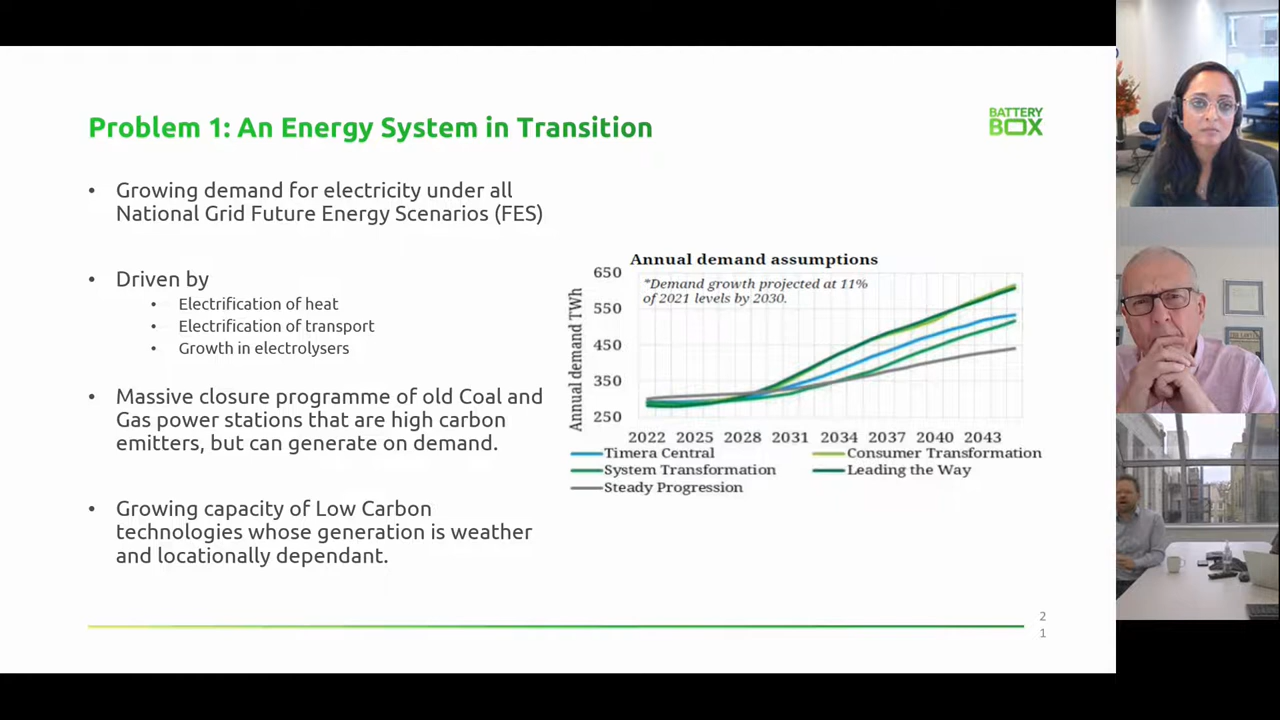 Problem 1: An Energy System in Transition
BATTERY
BOX
• Growing demand for electricity under all
National Grid Future Energy Scenarios (FES)
• Driven by
• Electrification of heat
• Electrification of transport
• Growth in electrolysers
• Massive closure programme of old Coal and
Gas power stations that are high carbon
emitters, but can generate on demand.
• Growing capacity of Low Carbon
technologies whose generation is weather
and locationally dependant.
Annual demand assumptions
*Demand growth projected at 11%
of 2021 levels by 2030.
Annual demand TWh
650
550
450
350
250
2022 2025 2028 2031 2034 2037 2040 2043
Timera Central
Consumer Transformation
System Transformation
Leading the Way
Steady Progression
2
1